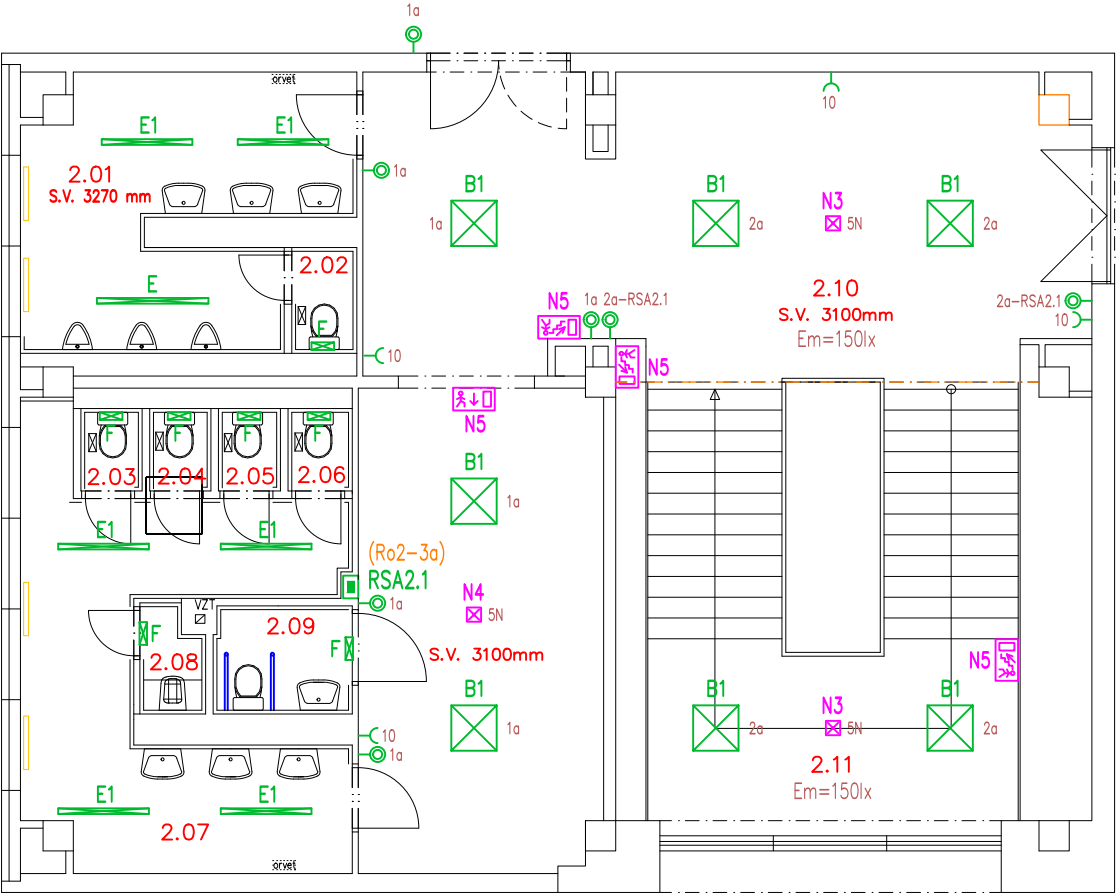 1a
orvet
10
E1 E1
2.01
S.V. 3270 mm
1a
B1 B1 B1
N3
1a 2a 5N 2a
2.02
E
F
2.10
S.V. 3100mm
Em=150lx
N5
1a 2a-RSA2.1
2a-RSA2.1
10
10
N5
N5
F F F F
2.03 2.04 2.05 2.06
B1
1a
E1 E1
(Ro2-3a)
RSA2.1
1a
N4
5N
VZT
F
2.09
F
2.08
S.V. 3100mm
N5
B1 B1 B1
N3
1a 2a 5N 2a
10
1a
2.11
Em=150lx
E1 E1
2.07
orvet